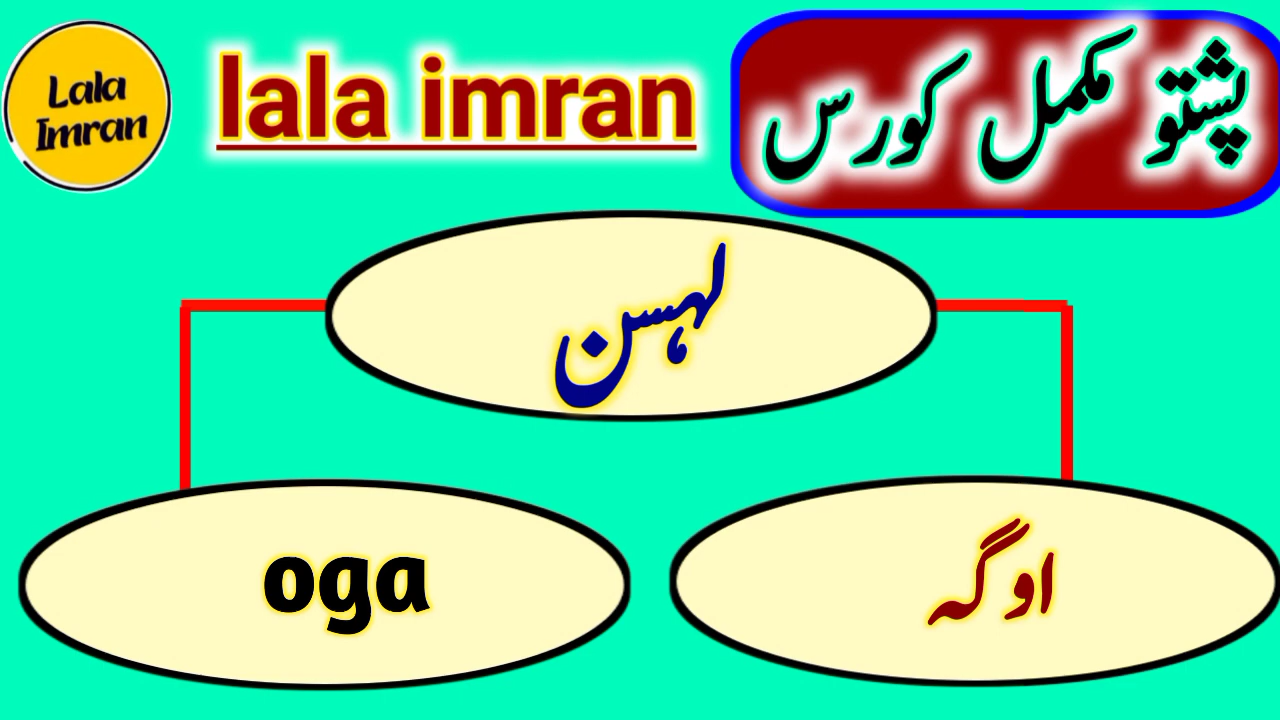 Lala
Imran
lala imran
پشتو مکمل کورس
لہسن
oga
اوگہ